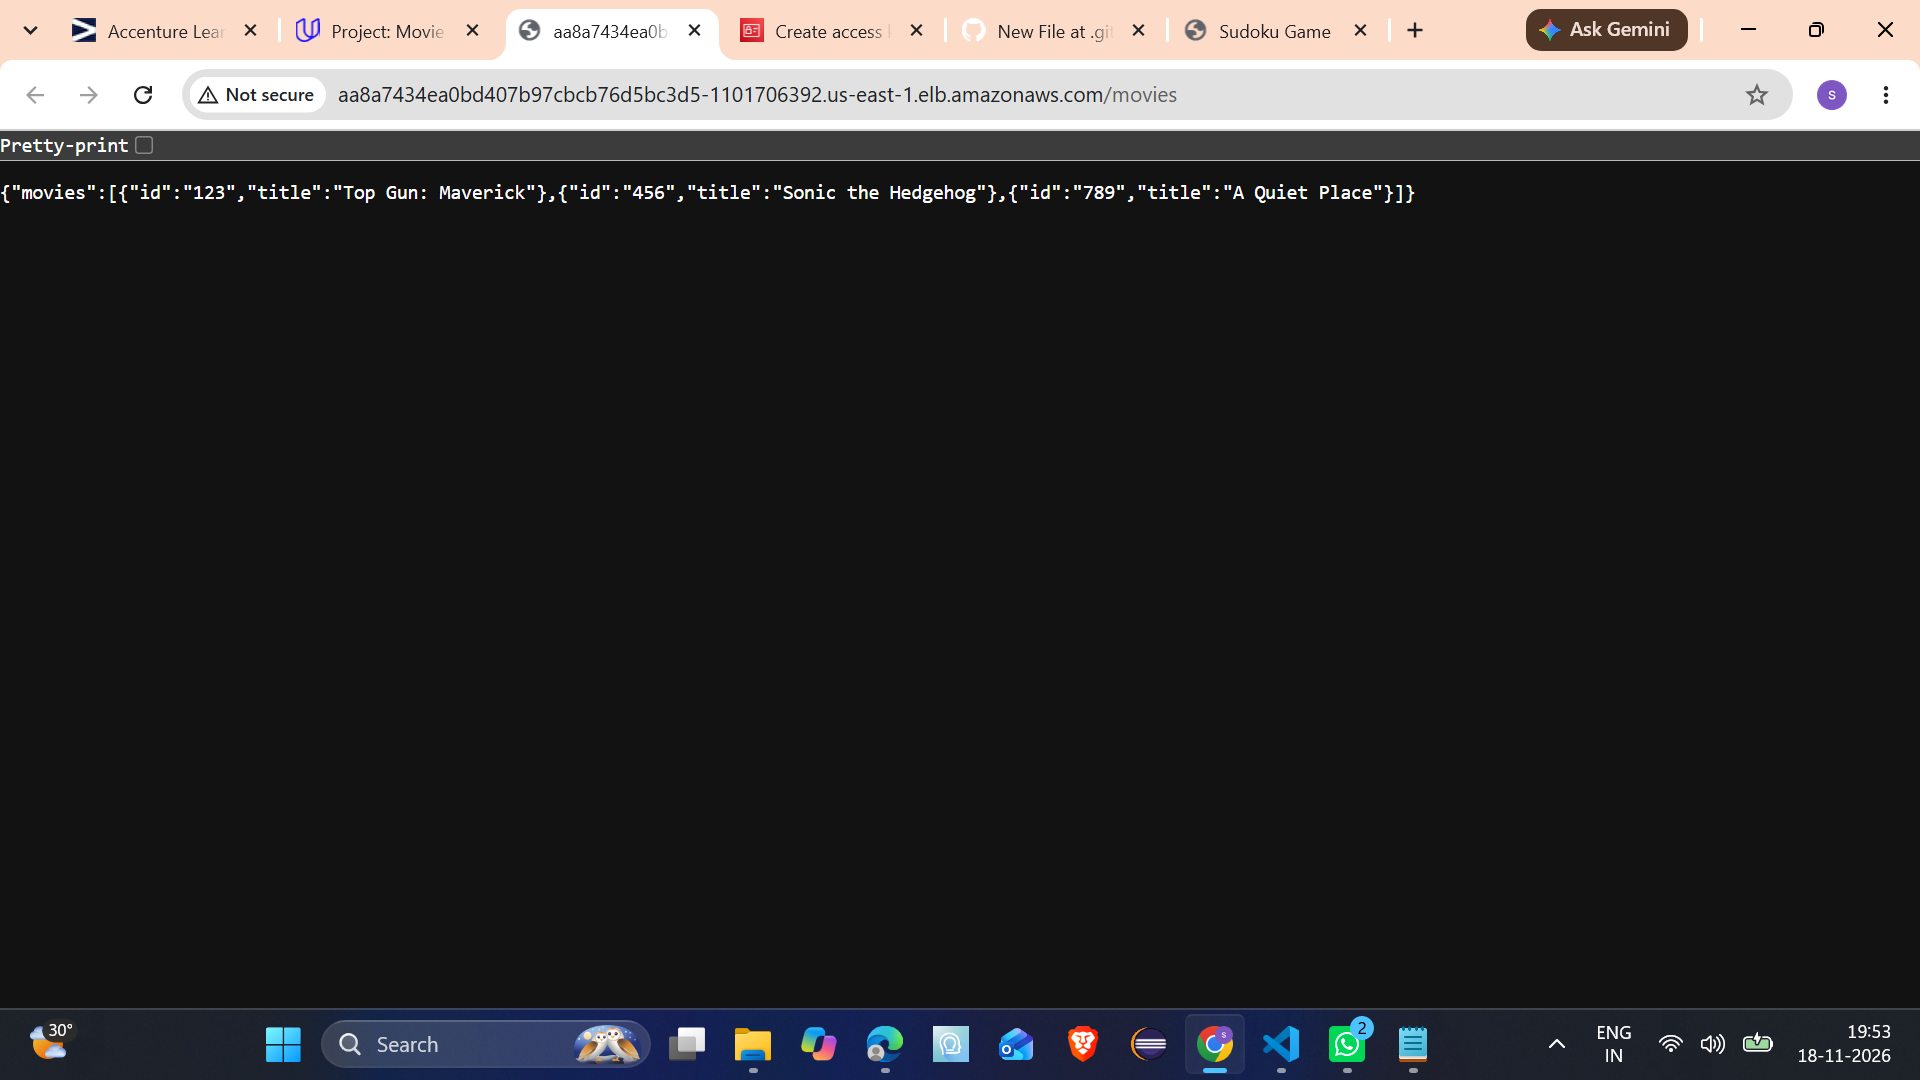 Accenture Lear
Project: Movie
aa8a7434ea0b
Create access k
New File at .git
Sudoku Game
Ask Gemini
Not secure
aa8a7434ea0bd407b97cbcb76d5bc3d5-1101706392.us-east-1.elb.amazonaws.com/movies
S
Pretty-print
{"movies":[{"id":"123","title":"Top Gun: Maverick"},{"id":"456","title":"Sonic the Hedgehog"},{"id":"789","title":"A Quiet Place"}]}
30°
Search
2
ENG
IN
19:53
18-11-2026